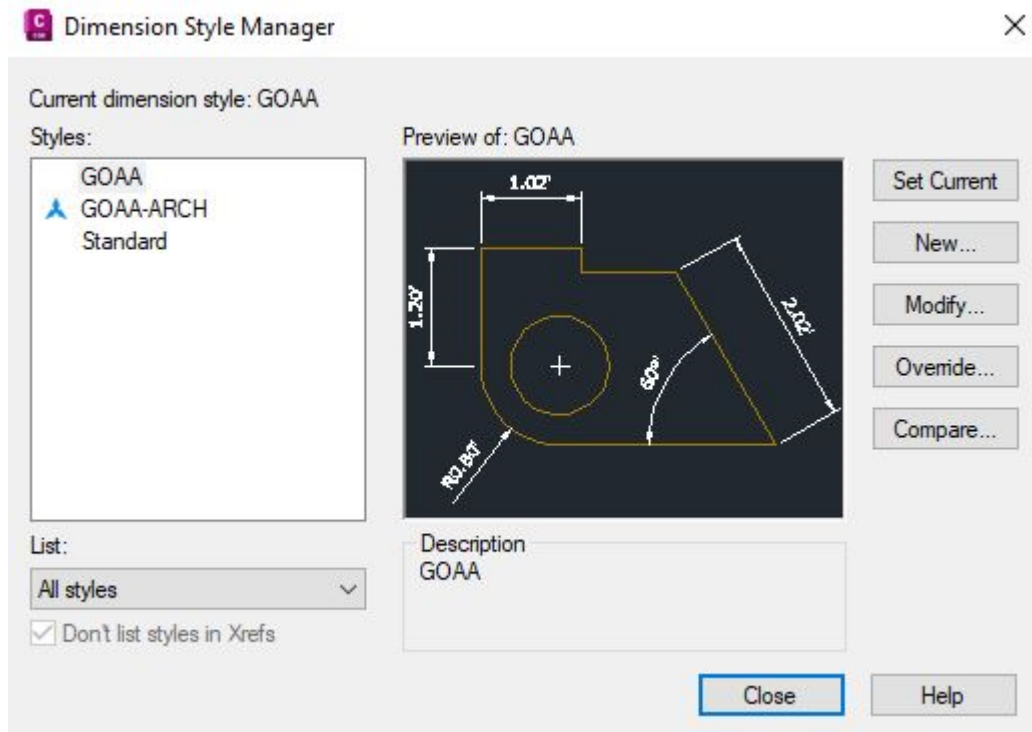 Dimension Style Manager
Current dimension style: GOAA
Styles:
GOAA
GOAA-ARCH
Standard
List:
All styles
Don't list styles in Xrefs
Preview of: GOAA
1.02'
1.20'
2.02'
60°'
R0.80'
Description
GOAA
Set Current
New...
Modify...
Override...
Compare...
Close
Help